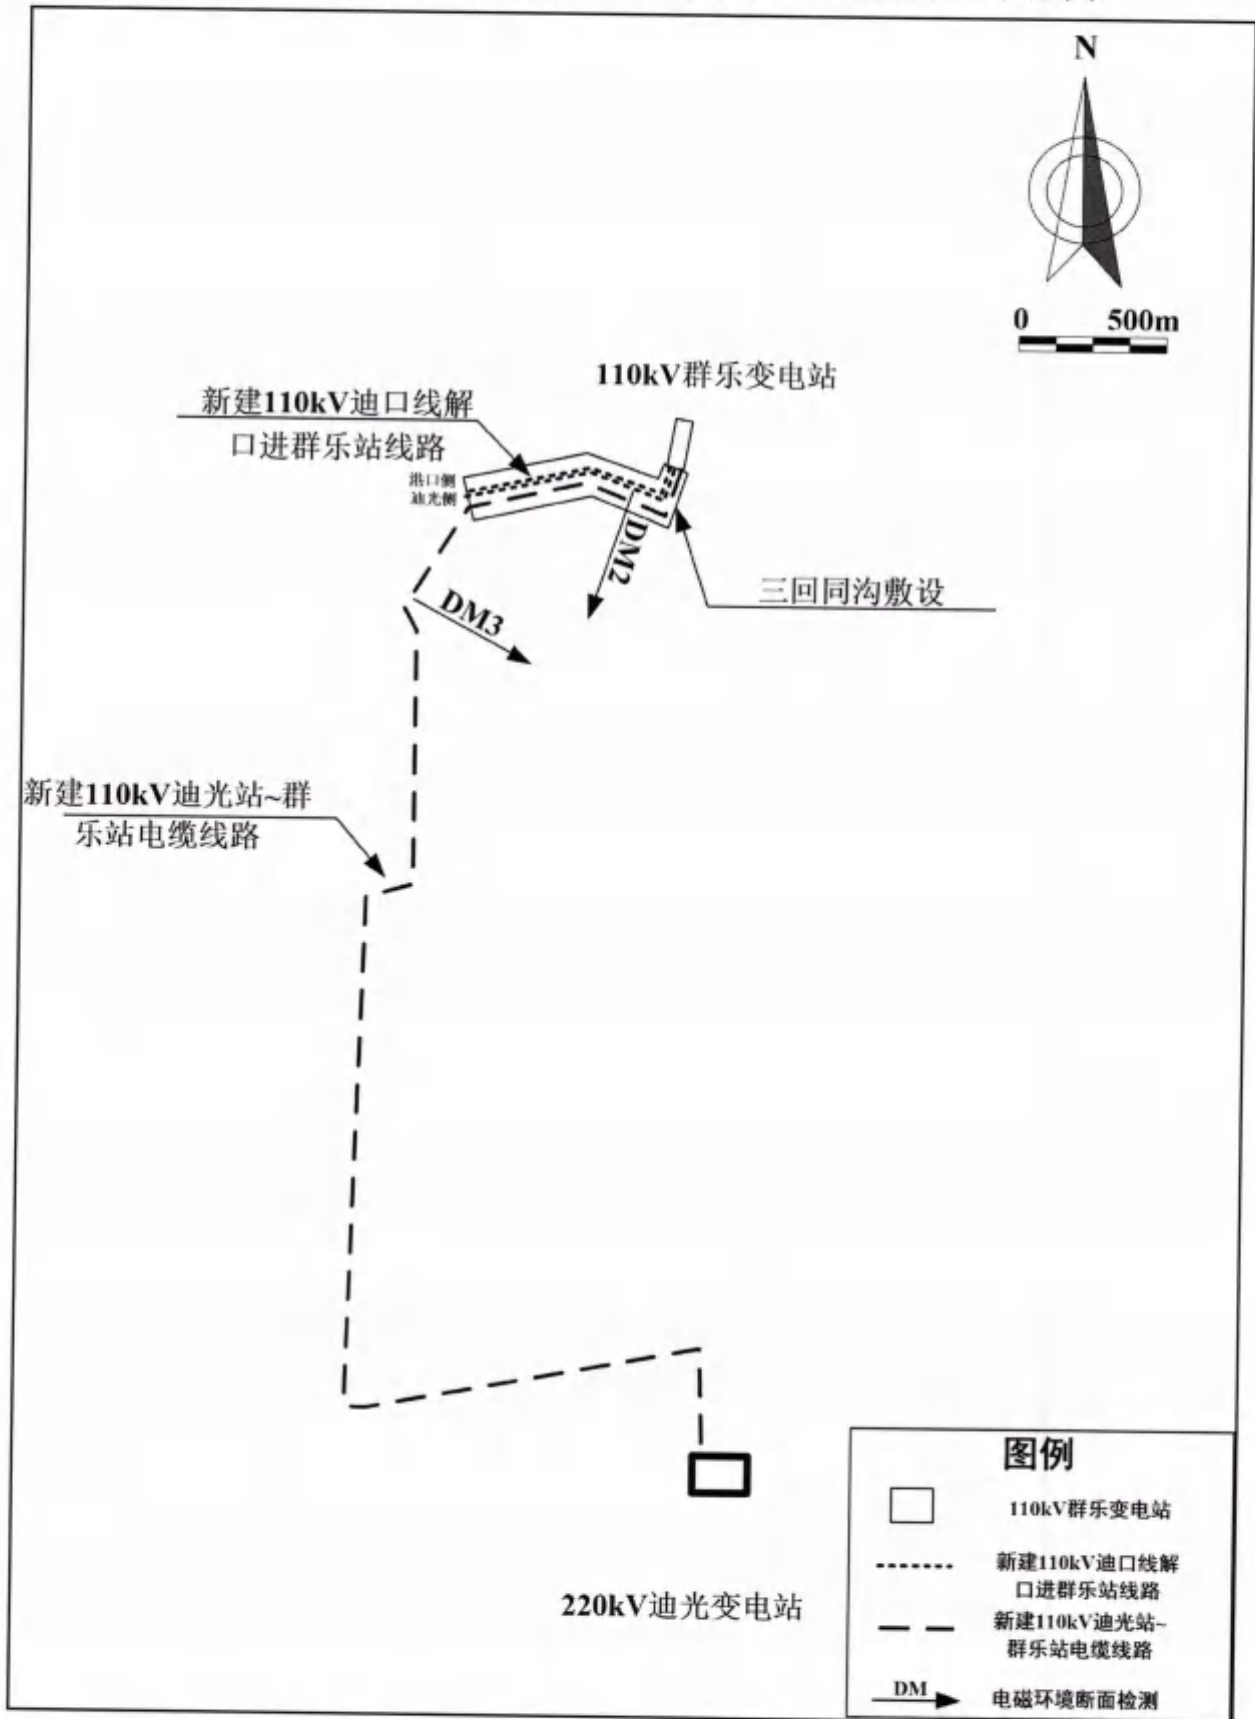 N
0 500m
110kV群乐变电站
新建110kV迪口线解
口进群乐站线路
港口侧
迪光侧
DM2
DM3
三回同沟敷设
新建110kV迪光站~群
乐站电缆线路
220kV迪光变电站
图例
110kV群乐变电站
新建110kV迪口线解
口进群乐站线路
新建110kV迪光站~
群乐站电缆线路
DM
电磁环境断面检测